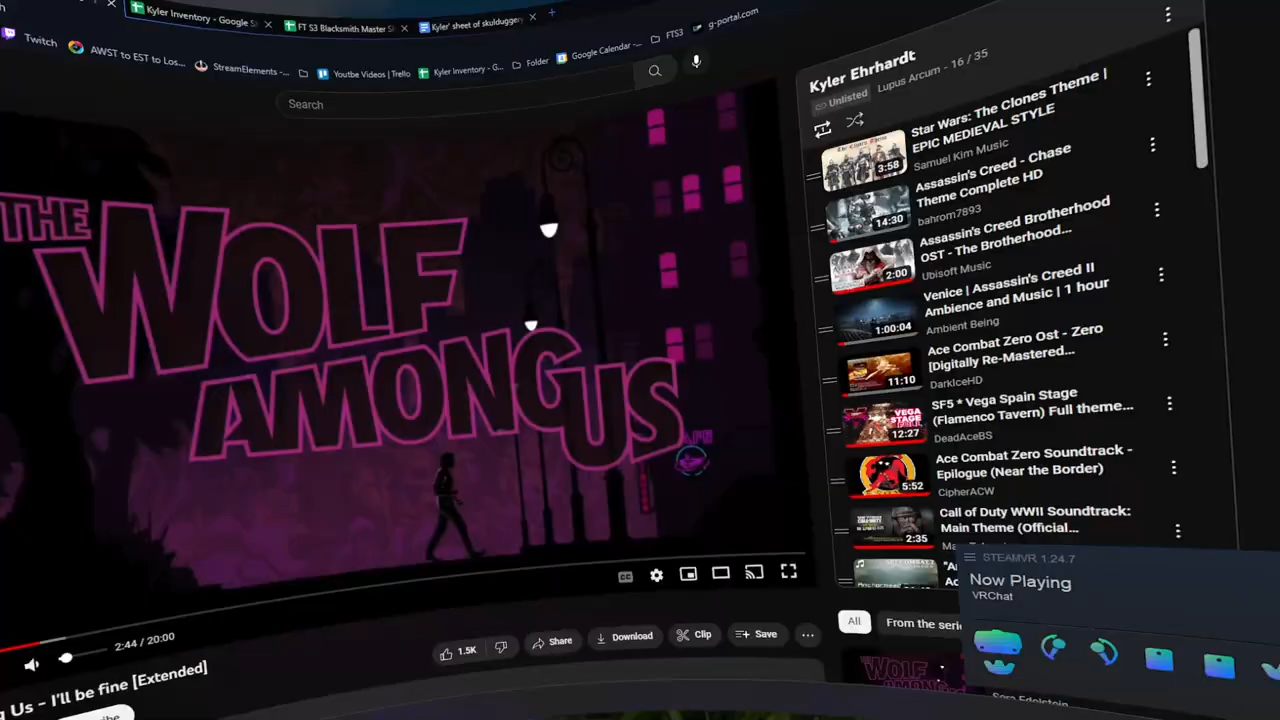 Kyler Inventory - Google S
FT S3 Blacksmith Master S
Kyler' sheet of skulduggery
Twitch
AWST to EST to Los...
StreamElements -...
Youtbe Videos | Trello
Kyler Inventory - G...
Folder
Google Calendar -...
FTS3
g-portal.com
Search
THE
WOLF
AMONG US
2:44 / 20:00
g Us - I'll be fine [Extended]
1.5K
Share
Download
Clip
Save
Kyler Ehrhardt
Unlisted
Lupus Arcum - 16 / 35
Star Wars: The Clones Theme |
EPIC MEDIEVAL STYLE
Samuel Kim Music
3:58
Assassin's Creed - Chase
Theme Complete HD
bahrom7893
14:30
Assassin's Creed Brotherhood
OST - The Brotherhood...
Ubisoft Music
2:00
Venice | Assassin's Creed II
Ambience and Music | 1 hour
Ambient Being
1:00:04
Ace Combat Zero Ost - Zero
[Digitally Re-Mastered...
DarkIceHD
11:10
SF5 * Vega Spain Stage
(Flamenco Tavern) Full theme...
DeadAceBS
12:27
Ace Combat Zero Soundtrack -
Epilogue (Near the Border)
CipherACW
5:52
Call of Duty WWII Soundtrack:
Main Theme (Official...
2:35
All
From the serie
STEAMVR 1.24.7
Now Playing
VRChat